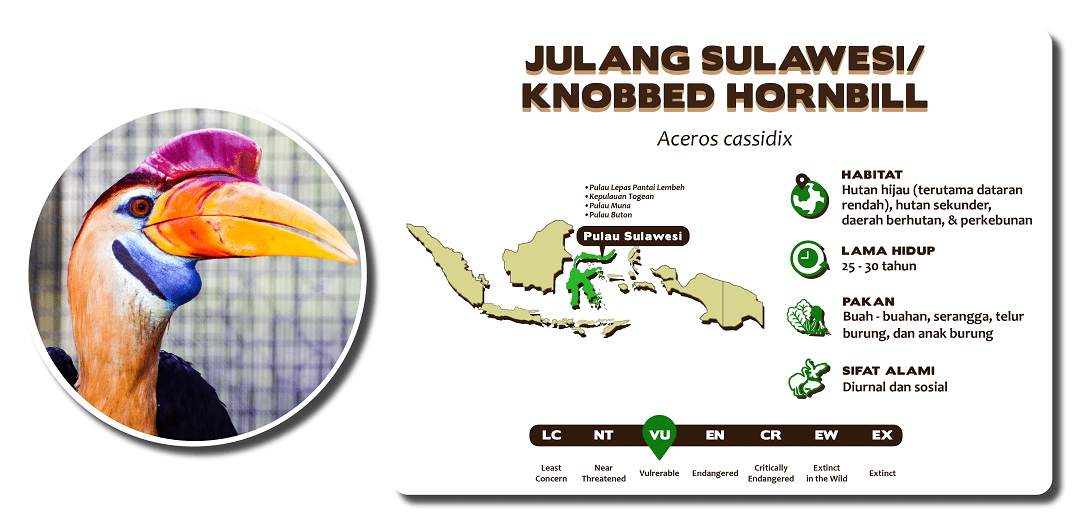 JULANG SULAWESI/
KNOBBED HORNBILL
Aceros cassidix
• Pulau Lepas Pantai Lembeh
• Kepulauan Togean
• Pulau Muna
• Pulau Buton
Pulau Sulawesi
HABITAT
Hutan hijau (terutama dataran
rendah), hutan sekunder,
daerah berhutan, & perkebunan
LAMA HIDUP
25 - 30 tahun
PAKAN
Buah - buahan, serangga, telur
burung, dan anak burung
SIFAT ALAMI
Diurnal dan sosial
LC NT VU EN CR EW EX
Least Concern Near Threatened Vulrerable Endangered Critically Endangered Extinct in the Wild Extinct